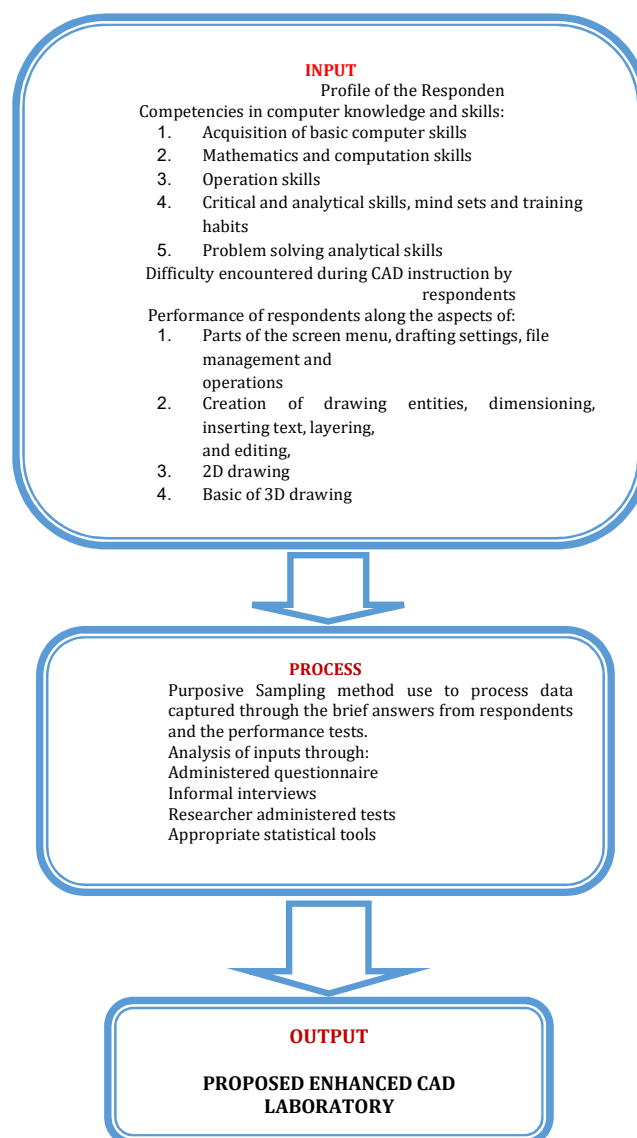 INPUT
Profile of the Responden
Competencies in computer knowledge and skills:
1. Acquisition of basic computer skills
2. Mathematics and computation skills
3. Operation skills
4. Critical and analytical skills, mind sets and training
habits
5. Problem solving analytical skills
Difficulty encountered during CAD instruction by
respondents
Performance of respondents along the aspects of:
1. Parts of the screen menu, drafting settings, file
management and
operations
2. Creation of drawing entities, dimensioning,
inserting text, layering,
and editing,
3. 2D drawing
4. Basic of 3D drawing
PROCESS
Purposive Sampling method use to process data
captured through the brief answers from respondents
and the performance tests.
Analysis of inputs through:
Administered questionnaire
Informal interviews
Researcher administered tests
Appropriate statistical tools
OUTPUT
PROPOSED ENHANCED CAD
LABORATORY